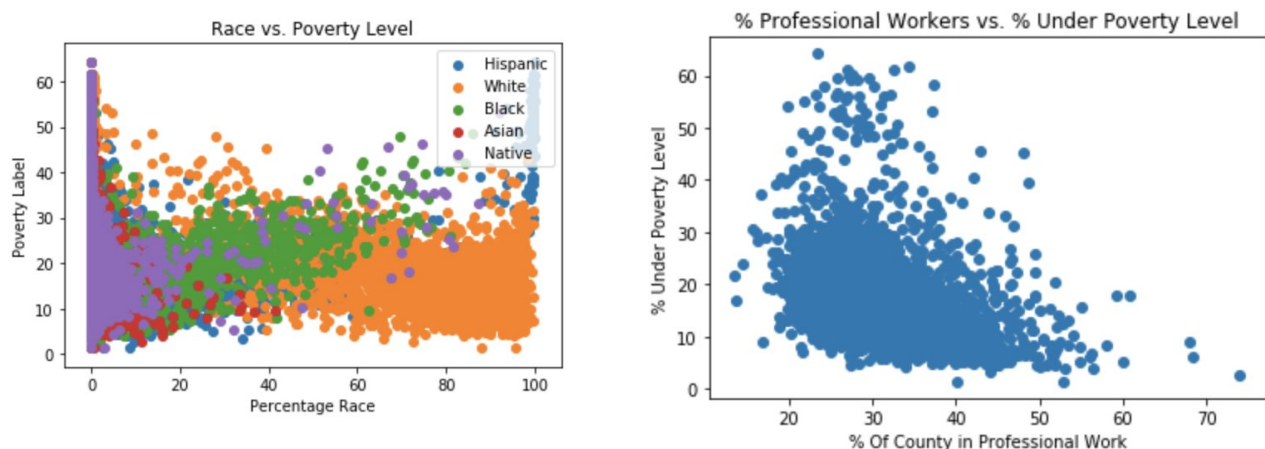 Race vs. Poverty Level
Hispanic
White
Black
Asian
Native
Poverty Label
60
50
40
30
20
10
0
0 20 40 60 80 100
Percentage Race
% Professional Workers vs. % Under Poverty Level
% Under Poverty Level
60
50
40
30
20
10
0
20 30 40 50 60 70
% Of County in Professional Work